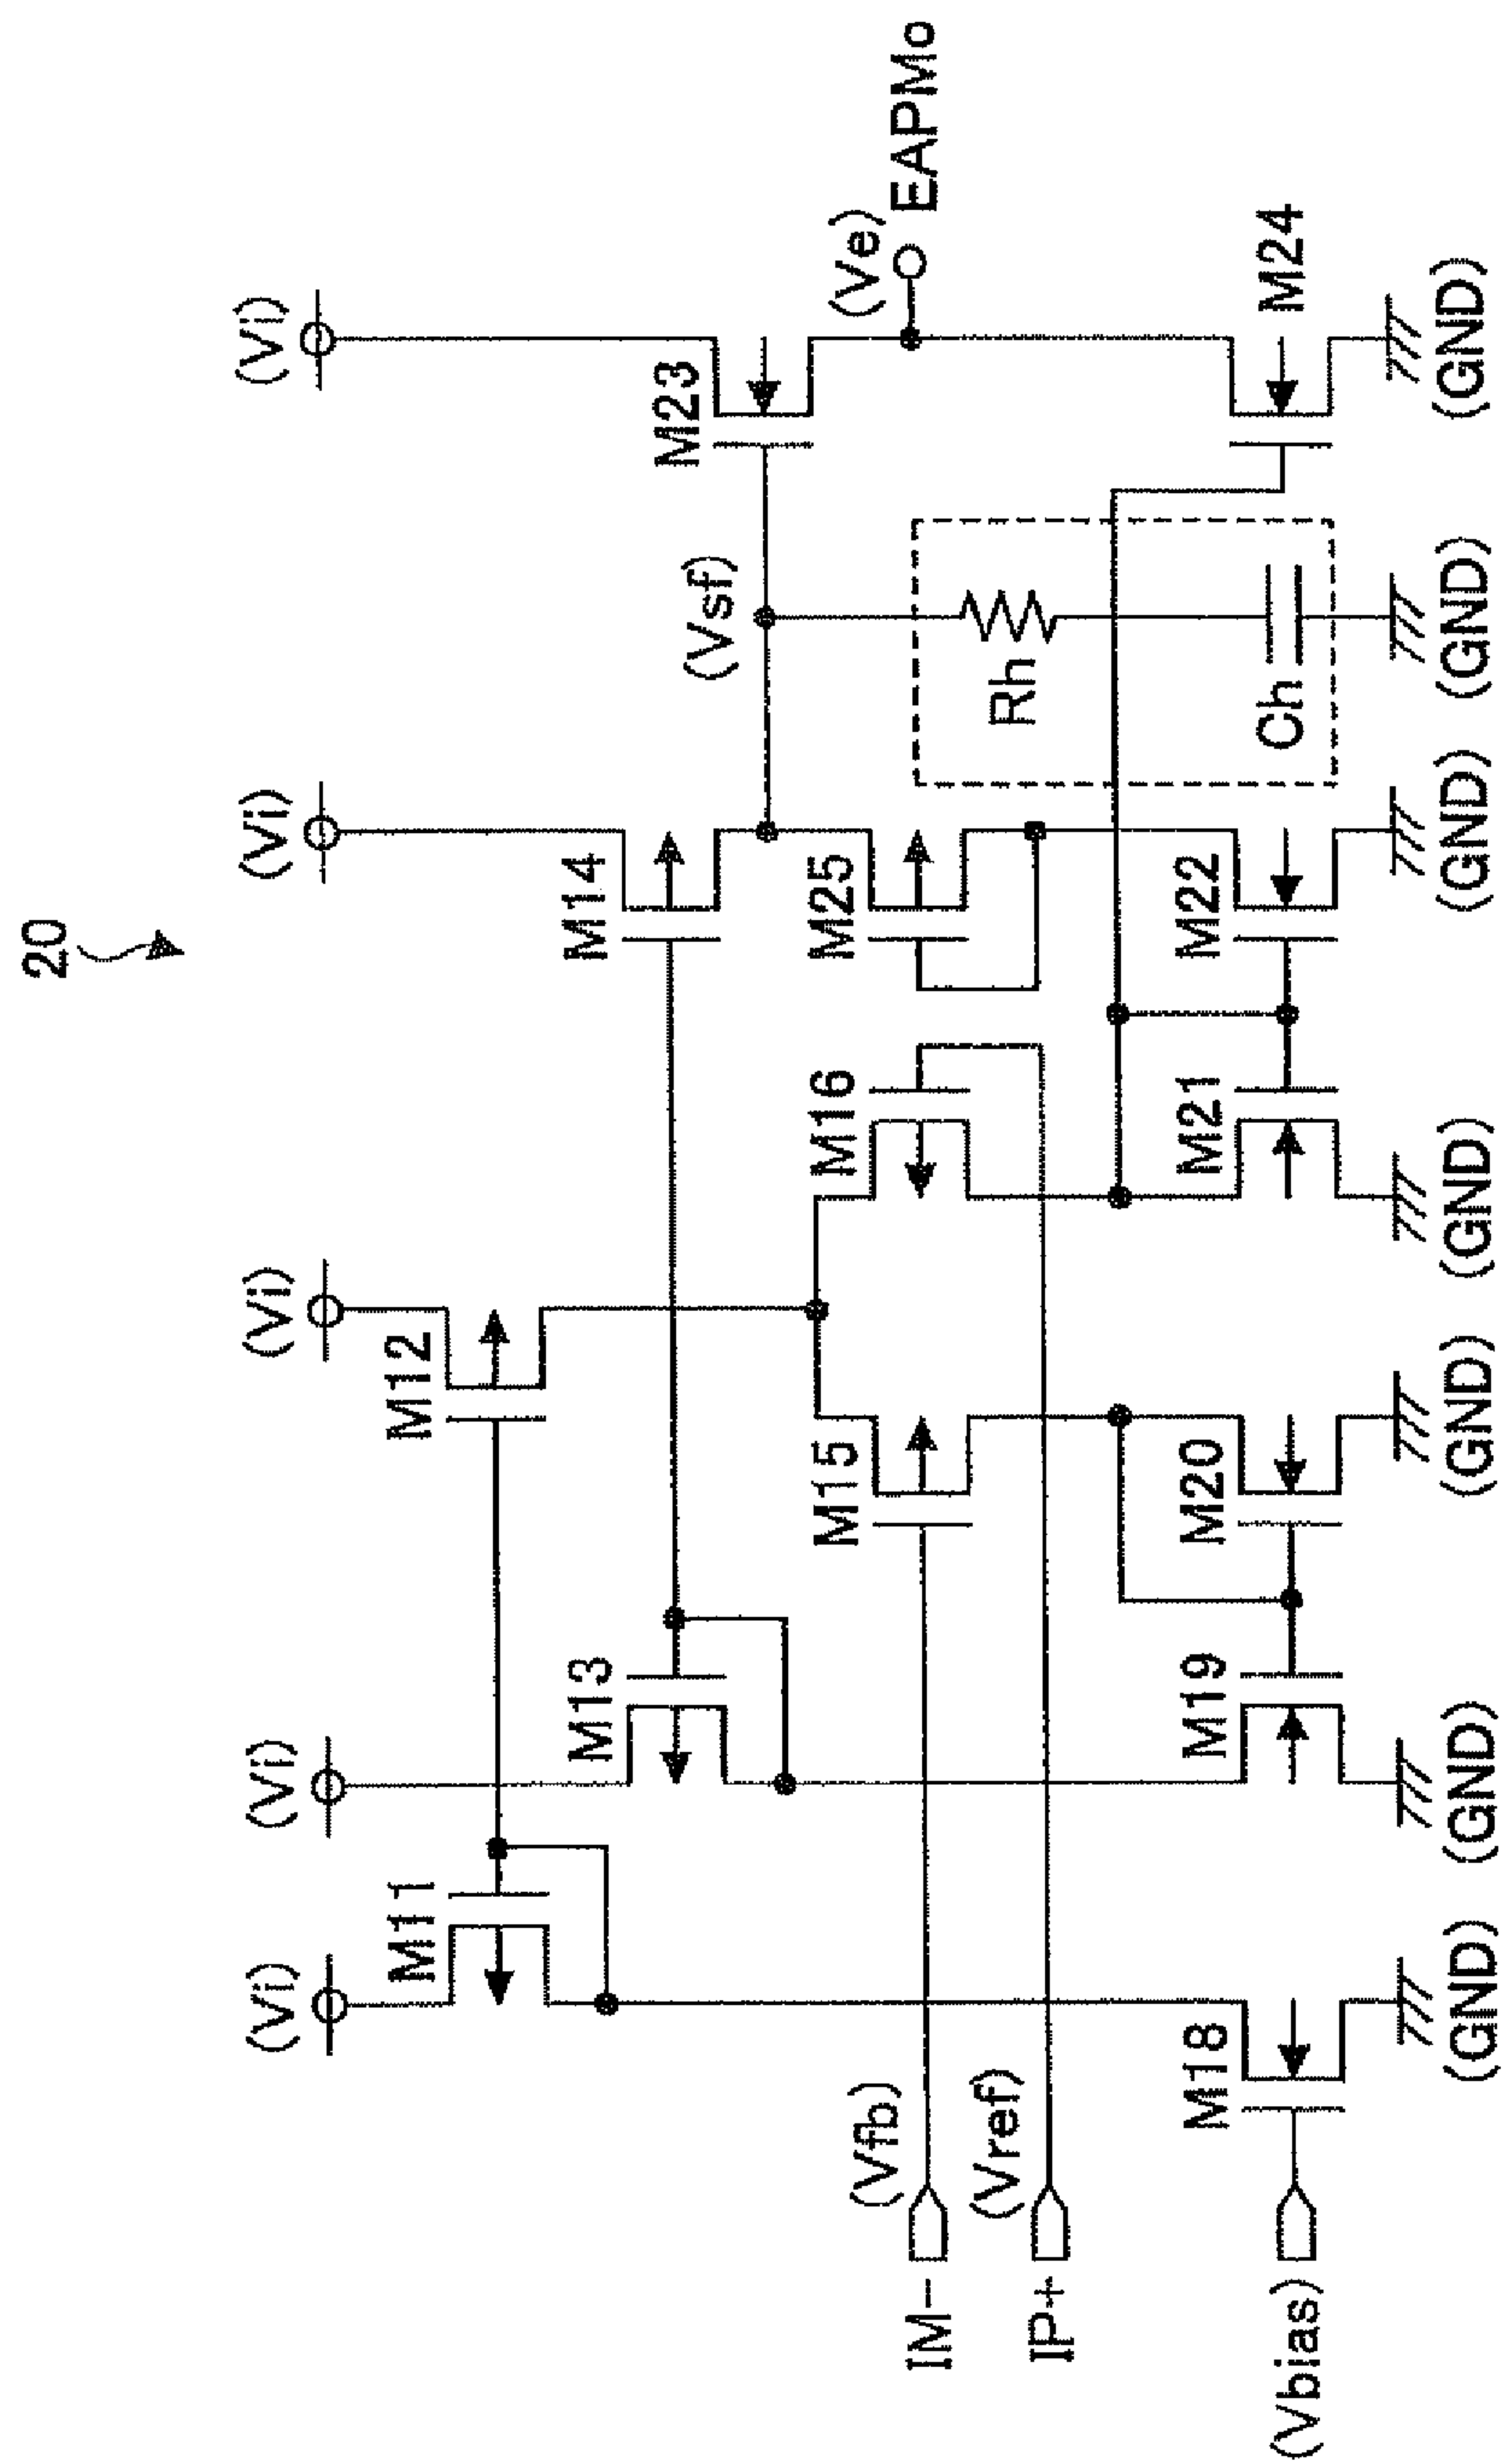 20
(Vi)
(Vi)
(Vi)
(Vi)
(Vi)
M11
M12
M13
M14
M23
(Vsf)
(Ve)
EAPMo
M15
M16
M25
Rh
Ch
IM-
(Vfb)
IP+
(Vref)
(Vbias)
M18
M19
M20
M21
M22
M24
(GND)
(GND)
(GND)
(GND)
(GND)
(GND)
(GND)